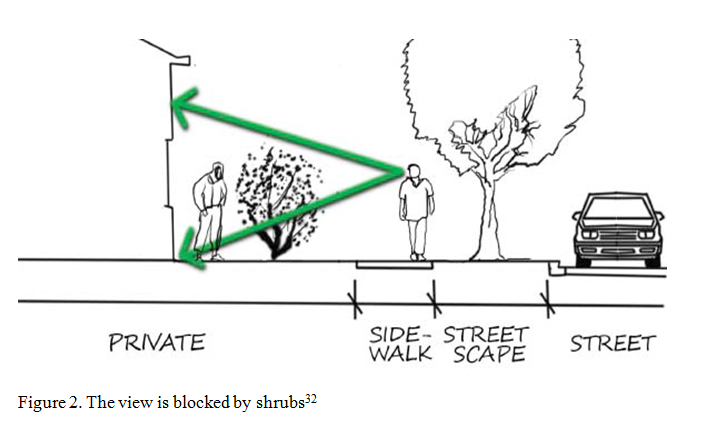 PRIVATE
SIDE-
WALK
STREET
SCAPE
STREET
Figure 2. The view is blocked by shrubs32